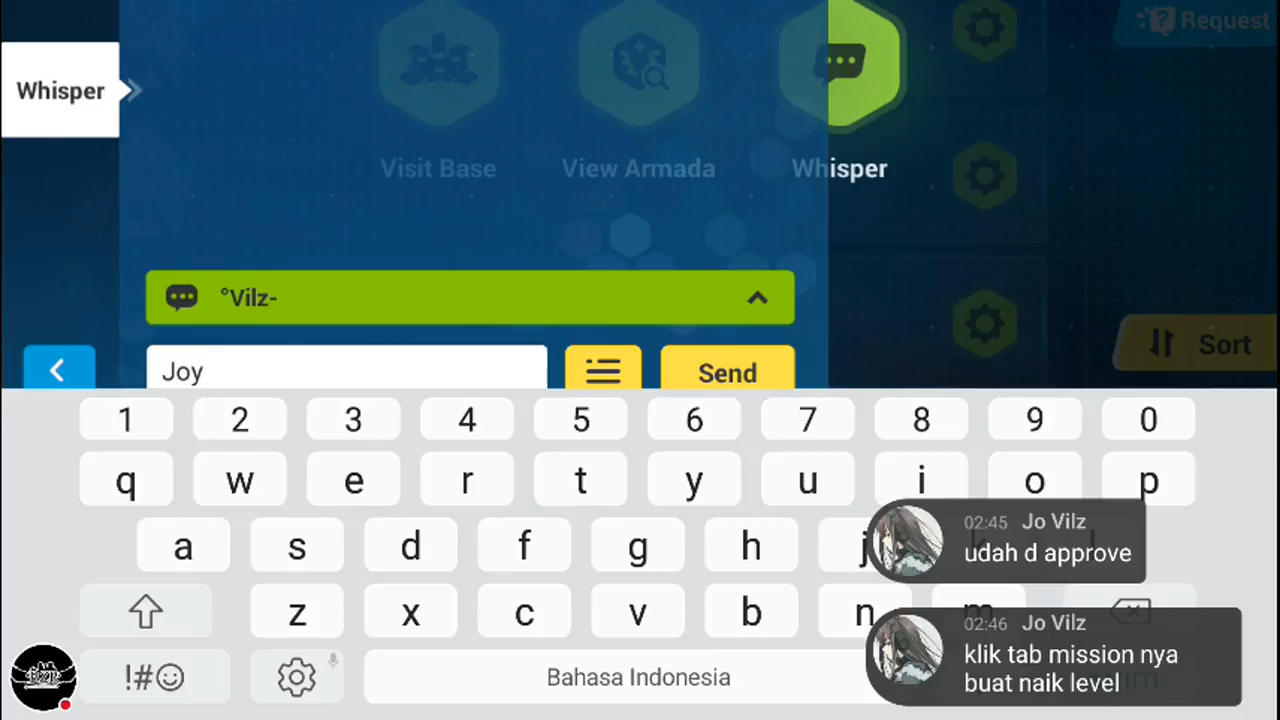 Request
Whisper
Visit Base
View Armada
Whisper
°Vilz-
Sort
Joy
Send
1 2 3 4 5 6 7 8 9 0
q w e r t y u i o p
a s d f g h j
z x c v b n m
!#☺
Bahasa Indonesia
02:45 Jo Vilz
udah d approve
02:46 Jo Vilz
klik tab mission nya
buat naik level